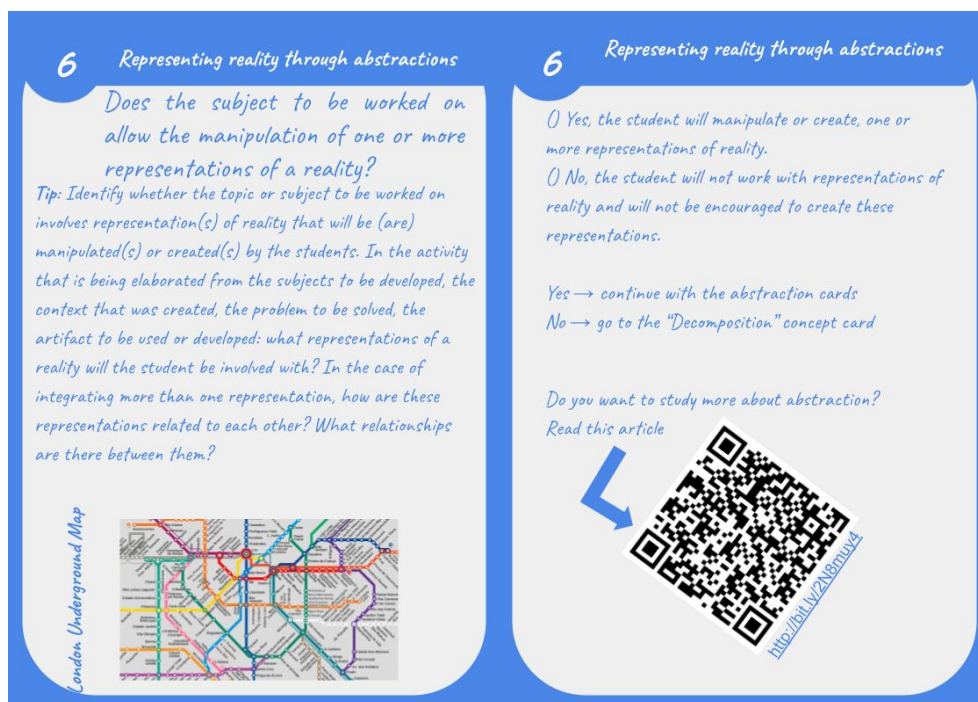 6
Representing reality through abstractions
Does the subject to be worked on
allow the manipulation of one or more
representations of a reality?
Tip: Identify whether the topic or subject to be worked on
involves representation(s) of reality that will be (are)
manipulated(s) or created(s) by the students. In the activity
that is being elaborated from the subjects to be developed, the
context that was created, the problem to be solved, the
artifact to be used or developed: what representations of a
reality will the student be involved with? In the case of
integrating more than one representation, how are these
representations related to each other? What relationships
are there between them?
London Underground Map
6
Representing reality through abstractions
() Yes, the student will manipulate or create, one or
more representations of reality.
() No, the student will not work with representations of
reality and will not be encouraged to create these
representations.
Yes → continue with the abstraction cards
No → go to the “Decomposition” concept card
Do you want to study more about abstraction?
Read this article
http://bit.ly/2N8muy4